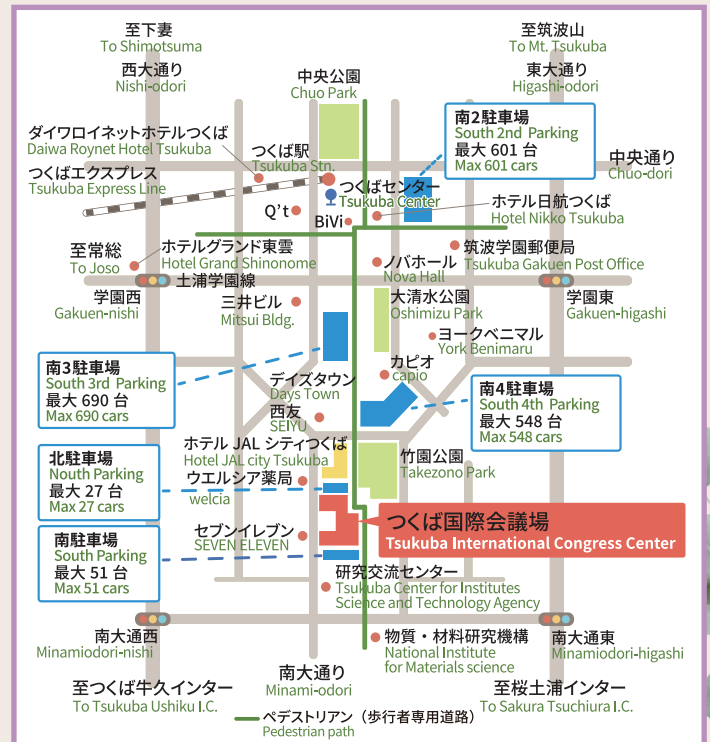 至下妻
To Shimotsuma
西大通り
Nishi-odori
中央公園
Chuo Park
至筑波山
To Mt. Tsukuba
東大通り
Higashi-odori
南2駐車場
South 2nd Parking
最大 601 台
Max 601 cars
ダイワロイネットホテルつくば
Daiwa Roynet Hotel Tsukuba
つくば駅
Tsukuba Stn.
中央通り
Chuo-dori
つくばエクスプレス
Tsukuba Express Line
つくばセンター
Tsukuba Center
Q't
BiVi
ホテル日航つくば
Hotel Nikko Tsukuba
至常総
To Joso
ホテルグランド東雲
Hotel Grand Shinonome
ノバホール
Nova Hall
筑波学園郵便局
Tsukuba Gakuen Post Office
土浦学園線
学園西
Gakuen-nishi
三井ビル
Mitsui Bldg.
大清水公園
Oshimizu Park
学園東
Gakuen-higashi
ヨークベニマル
York Benimaru
南3駐車場
South 3rd Parking
最大 690 台
Max 690 cars
カピオ
capio
デイズタウン
Days Town
南4駐車場
South 4th Parking
最大 548 台
Max 548 cars
西友
SEIYU
ホテル JAL シティつくば
Hotel JAL city Tsukuba
北駐車場
Nouth Parking
最大 27 台
Max 27 cars
ウエルシア薬局
welcia
竹園公園
Takezono Park
つくば国際会議場
Tsukuba International Congress Center
セブンイレブン
SEVEN ELEVEN
南駐車場
South Parking
最大 51 台
Max 51 cars
研究交流センター
Tsukuba Center for Institutes
Science and Technology Agency
南大通西
Minamiodori-nishi
物質・材料研究機構
National Institute
for Materials science
南大通東
Minamiodori-higashi
南大通り
Minami-odori
至つくば牛久インター
To Tsukuba Ushiku I.C.
至桜土浦インター
To Sakura Tsuchiura I.C.
ペデストリアン（歩行者専用道路）
Pedestrian path